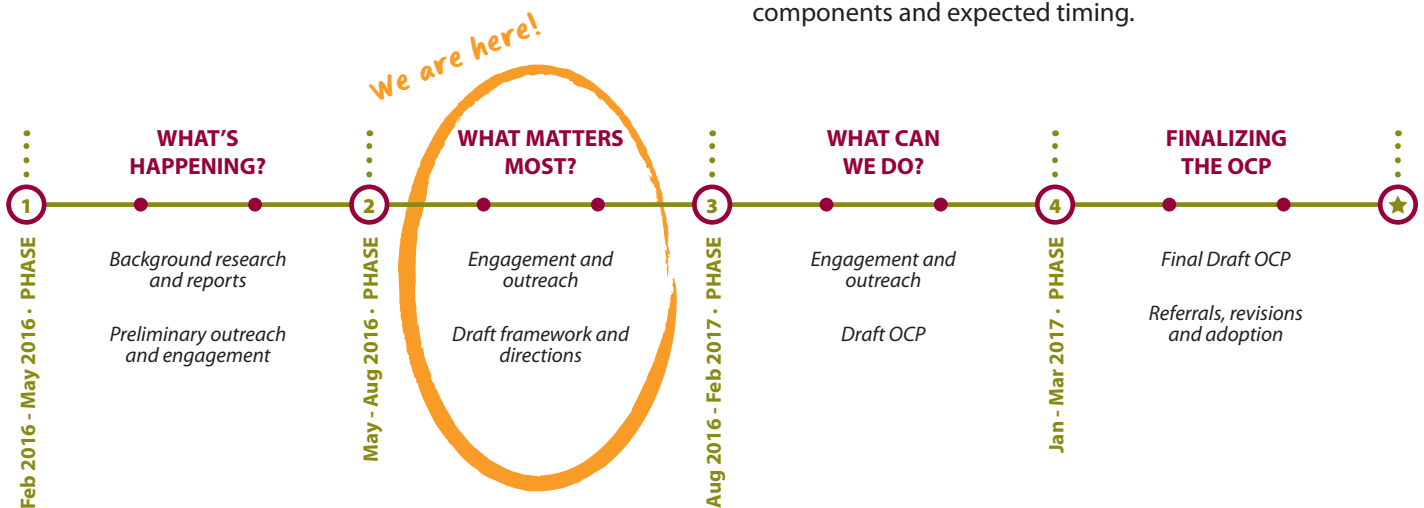 components and expected timing.
We are here!
WHAT'S
HAPPENING?
WHAT MATTERS
MOST?
WHAT CAN
WE DO?
FINALIZING
THE OCP
1
2
3
4
Feb 2016 - May 2016 · PHASE
Background research
and reports
Preliminary outreach
and engagement
May - Aug 2016 · PHASE
Engagement and
outreach
Draft framework and
directions
Aug 2016 - Feb 2017 · PHASE
Engagement and
outreach
Draft OCP
Jan - Mar 2017 · PHASE
Final Draft OCP
Referrals, revisions
and adoption